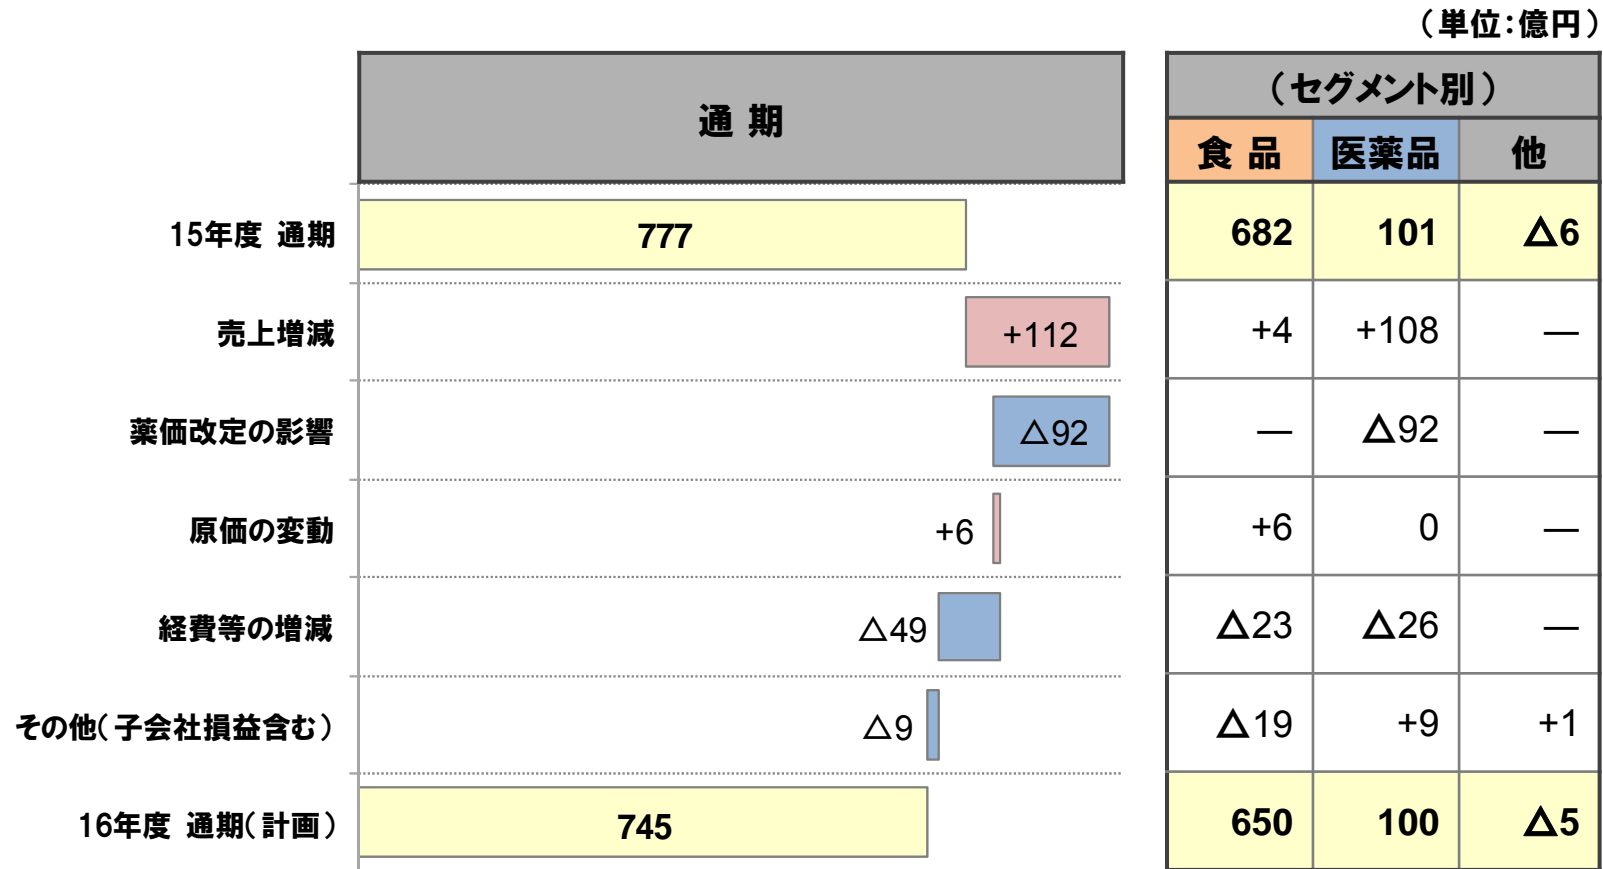 （単位：億円）
通 期
（セグメント別）
食 品 医薬品 他
15年度 通期 777 682 101 △6
売上増減 +112 +4 +108 ―
薬価改定の影響 △92 ― △92 ―
原価の変動 +6 +6 0 ―
経費等の増減 △49 △23 △26 ―
その他（子会社損益含む） △9 △19 +9 +1
16年度 通期（計画） 745 650 100 △5